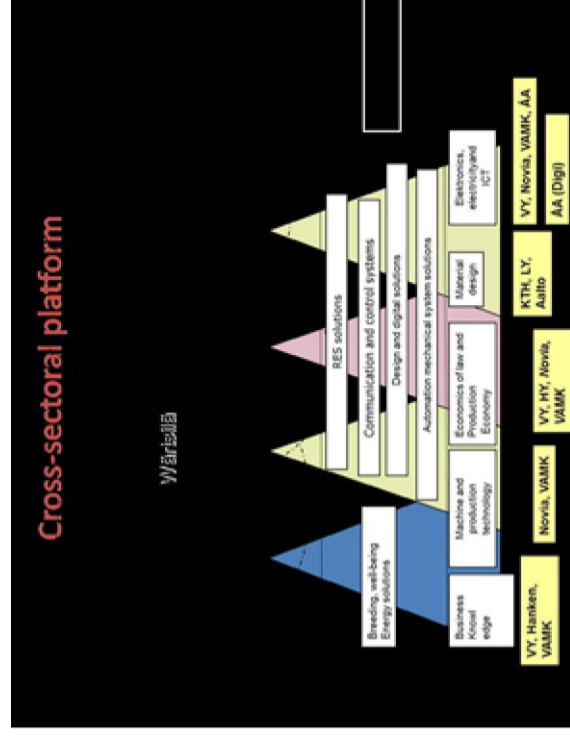 Cross-sectoral platform
Wärtsilä
RES solutions
Communication and control systems
Design and digital solutions
Automation mechanical system solutions
Breeding, well-being
Energy solutions
Business
Knowl
edge
Machine and
production
technology
Economics of law and
Production
Economy
Material
design
Elektronics,
electricityand
ICT
VY, Hanken,
VAMK
Novia, VAMK
VY, HY, Novia,
VAMK
KTH, LY,
Aalto
VY, Novia, VAMK, ÅA
ÅA (Digi)